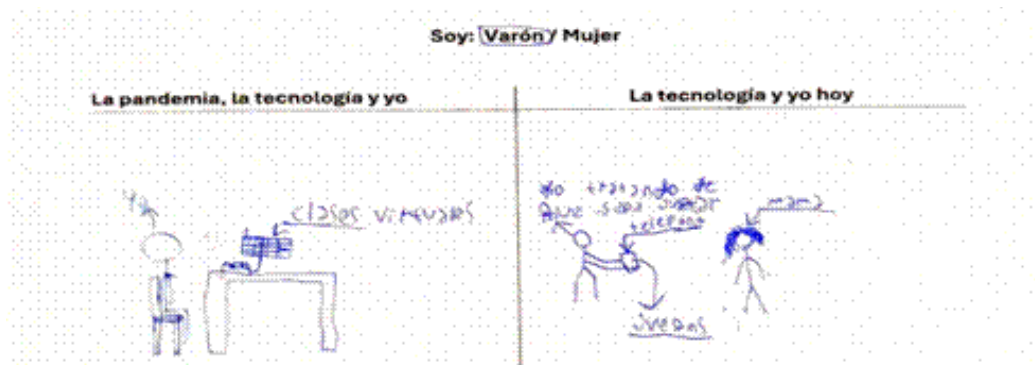 Soy: Varón / Mujer
La pandemia, la tecnología y yo
La tecnología y yo hoy
Yo
clases virtuales
Yo tratando de
que sepa jugar
telefono
mamá
juegos